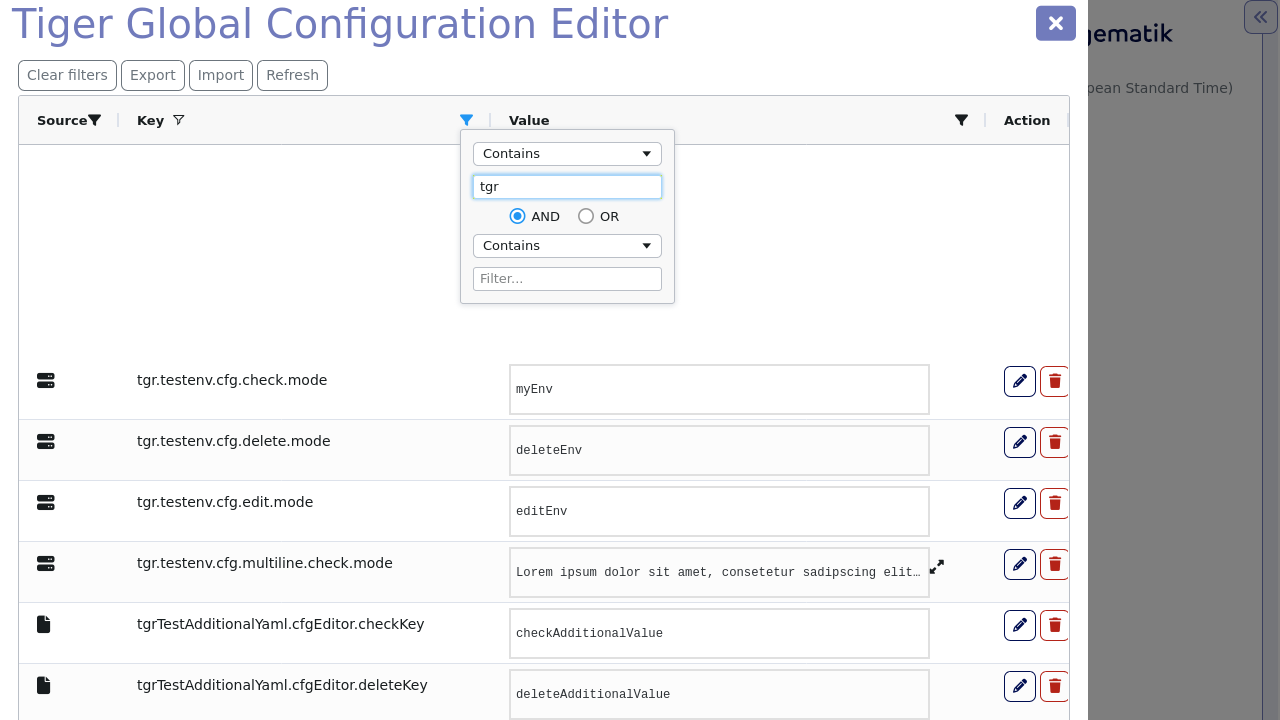 Tiger Global Configuration Editor
gematik
pean Standard Time)
Clear filters Export Import Refresh
Source Key Value Action
Contains
tgr
AND OR
Contains
Filter...
tgr.testenv.cfg.check.mode myEnv
tgr.testenv.cfg.delete.mode deleteEnv
tgr.testenv.cfg.edit.mode editEnv
tgr.testenv.cfg.multiline.check.mode Lorem ipsum dolor sit amet, consetetur sadipscing elit…
tgrTestAdditionalYaml.cfgEditor.checkKey checkAdditionalValue
tgrTestAdditionalYaml.cfgEditor.deleteKey deleteAdditionalValue